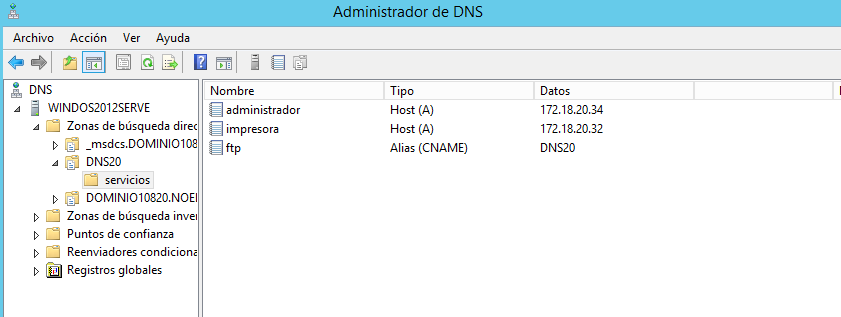 Administrador de DNS
Archivo Acción Ver Ayuda
DNS
WINDOS2012SERVE
Zonas de búsqueda direc
_msdcs.DOMINIO108
DNS20
servicios
DOMINIO10820.NOEI
Zonas de búsqueda inver
Puntos de confianza
Reenviadores condiciona
Registros globales
Nombre Tipo Datos
administrador Host (A) 172.18.20.34
impresora Host (A) 172.18.20.32
ftp Alias (CNAME) DNS20